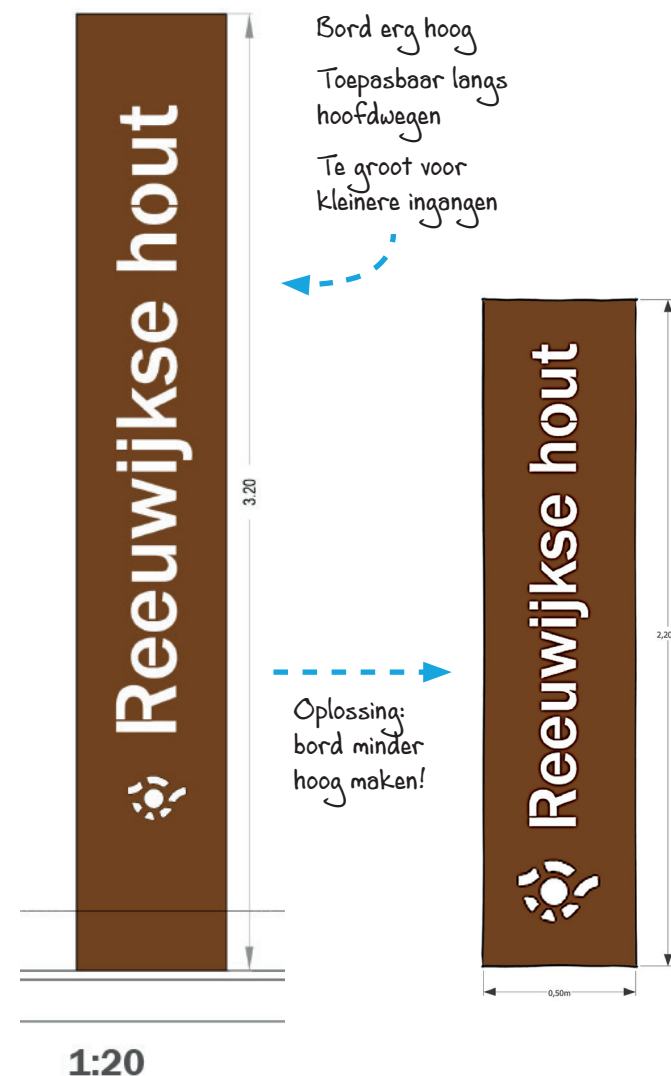 Bord erg hoog
Toepasbaar langs
hoofdwegen
Te groot voor
kleinere ingangen
Reeuwijkse hout
3.20
Oplossing:
bord minder
hoog maken!
Reeuwijkse hout
2,20
0,50m
1:20